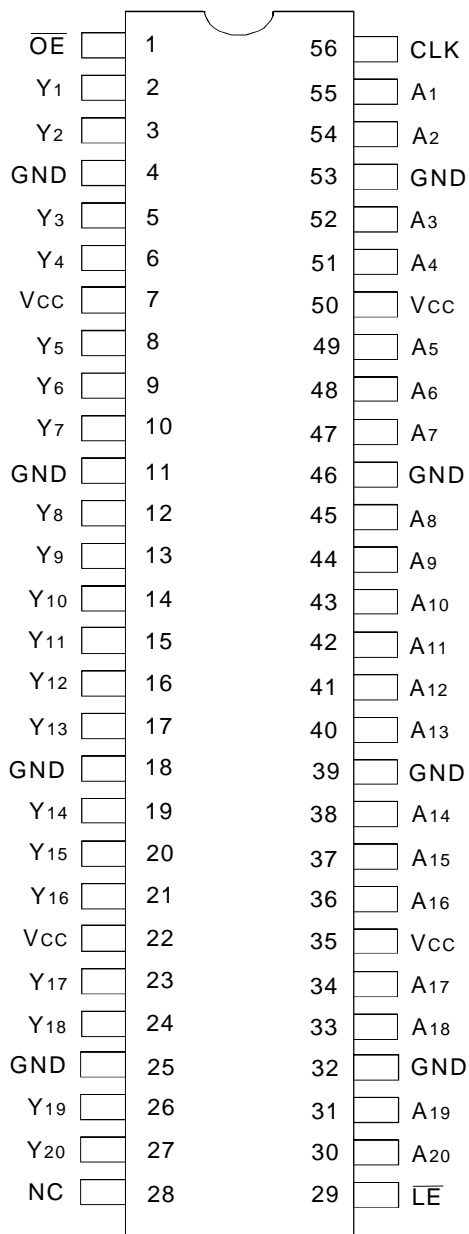 O̅E̅ 1 56 CLK
Y1 2 55 A1
Y2 3 54 A2
GND 4 53 GND
Y3 5 52 A3
Y4 6 51 A4
VCC 7 50 VCC
Y5 8 49 A5
Y6 9 48 A6
Y7 10 47 A7
GND 11 46 GND
Y8 12 45 A8
Y9 13 44 A9
Y10 14 43 A10
Y11 15 42 A11
Y12 16 41 A12
Y13 17 40 A13
GND 18 39 GND
Y14 19 38 A14
Y15 20 37 A15
Y16 21 36 A16
VCC 22 35 VCC
Y17 23 34 A17
Y18 24 33 A18
GND 25 32 GND
Y19 26 31 A19
Y20 27 30 A20
NC 28 29 L̅E̅